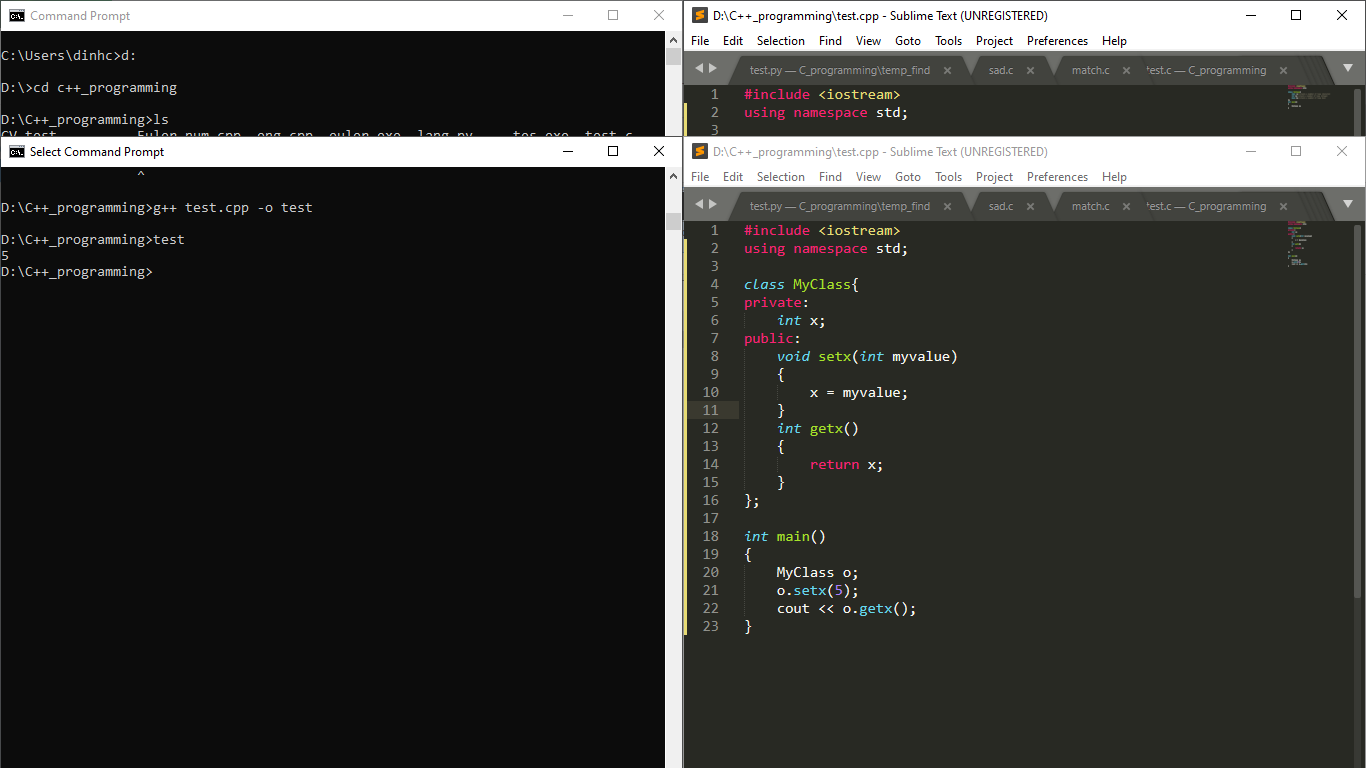 Command Prompt
C:\Users\dinhc>d:
D:\>cd c++_programming
D:\C++_programming>ls
D:\C++_programming\test.cpp - Sublime Text (UNREGISTERED)
File Edit Selection Find View Goto Tools Project Preferences Help
test.py — C_programming\temp_find × sad.c × match.c × test.c — C_programming ×
1 #include <iostream>
2 using namespace std;
3
Select Command Prompt
^
D:\C++_programming>g++ test.cpp -o test
D:\C++_programming>test
5
D:\C++_programming>
D:\C++_programming\test.cpp - Sublime Text (UNREGISTERED)
File Edit Selection Find View Goto Tools Project Preferences Help
test.py — C_programming\temp_find × sad.c × match.c × test.c — C_programming ×
1 #include <iostream>
2 using namespace std;
3
4 class MyClass{
5 private:
6     int x;
7 public:
8     void setx(int myvalue)
9     {
10         x = myvalue;
11     }
12     int getx()
13     {
14         return x;
15     }
16 };
17
18 int main()
19 {
20     MyClass o;
21     o.setx(5);
22     cout << o.getx();
23 }